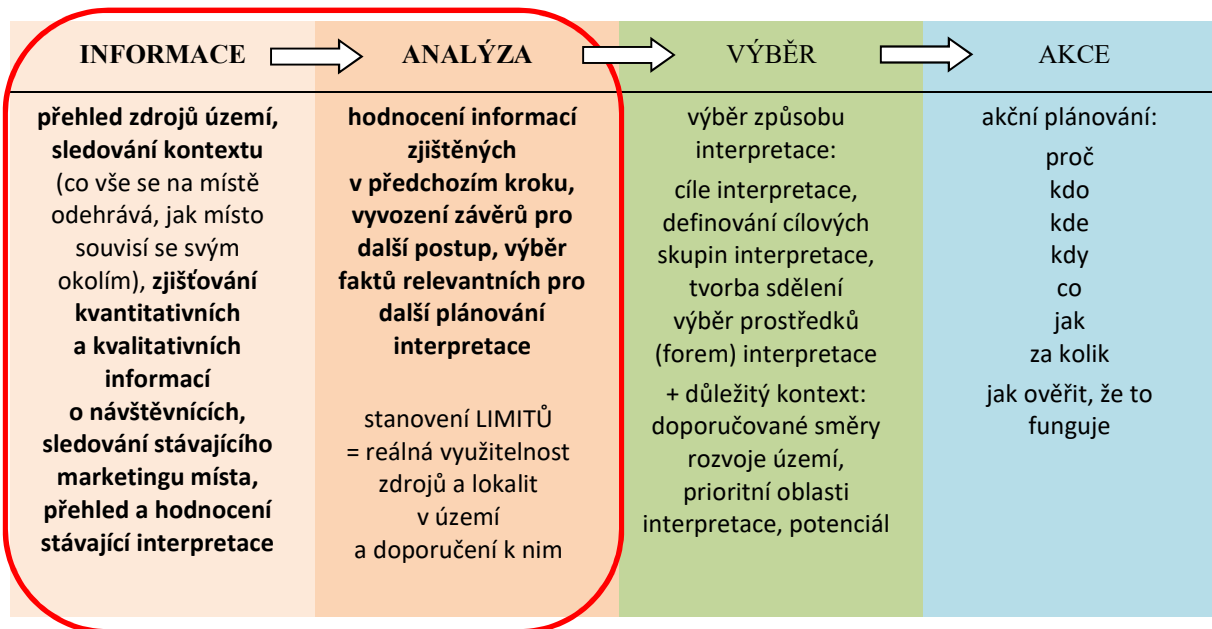 INFORMACE
přehled zdrojů území,
sledování kontextu
(co vše se na místě
odehrává, jak místo
souvisí se svým
okolím), zjišťování
kvantitativních
a kvalitativních
informací
o návštěvnících,
sledování stávajícího
marketingu místa,
přehled a hodnocení
stávající interpretace
ANALÝZA
hodnocení informací
zjištěných
v předchozím kroku,
vyvození závěrů pro
další postup, výběr
faktů relevantních pro
další plánování
interpretace
stanovení LIMITŮ
= reálná využitelnost
zdrojů a lokalit
v území
a doporučení k nim
VÝBĚR
výběr způsobu
interpretace:
cíle interpretace,
definování cílových
skupin interpretace,
tvorba sdělení
výběr prostředků
(forem) interpretace
+ důležitý kontext:
doporučované směry
rozvoje území,
prioritní oblasti
interpretace, potenciál
AKCE
akční plánování:
proč
kdo
kde
kdy
co
jak
za kolik
jak ověřit, že to
funguje